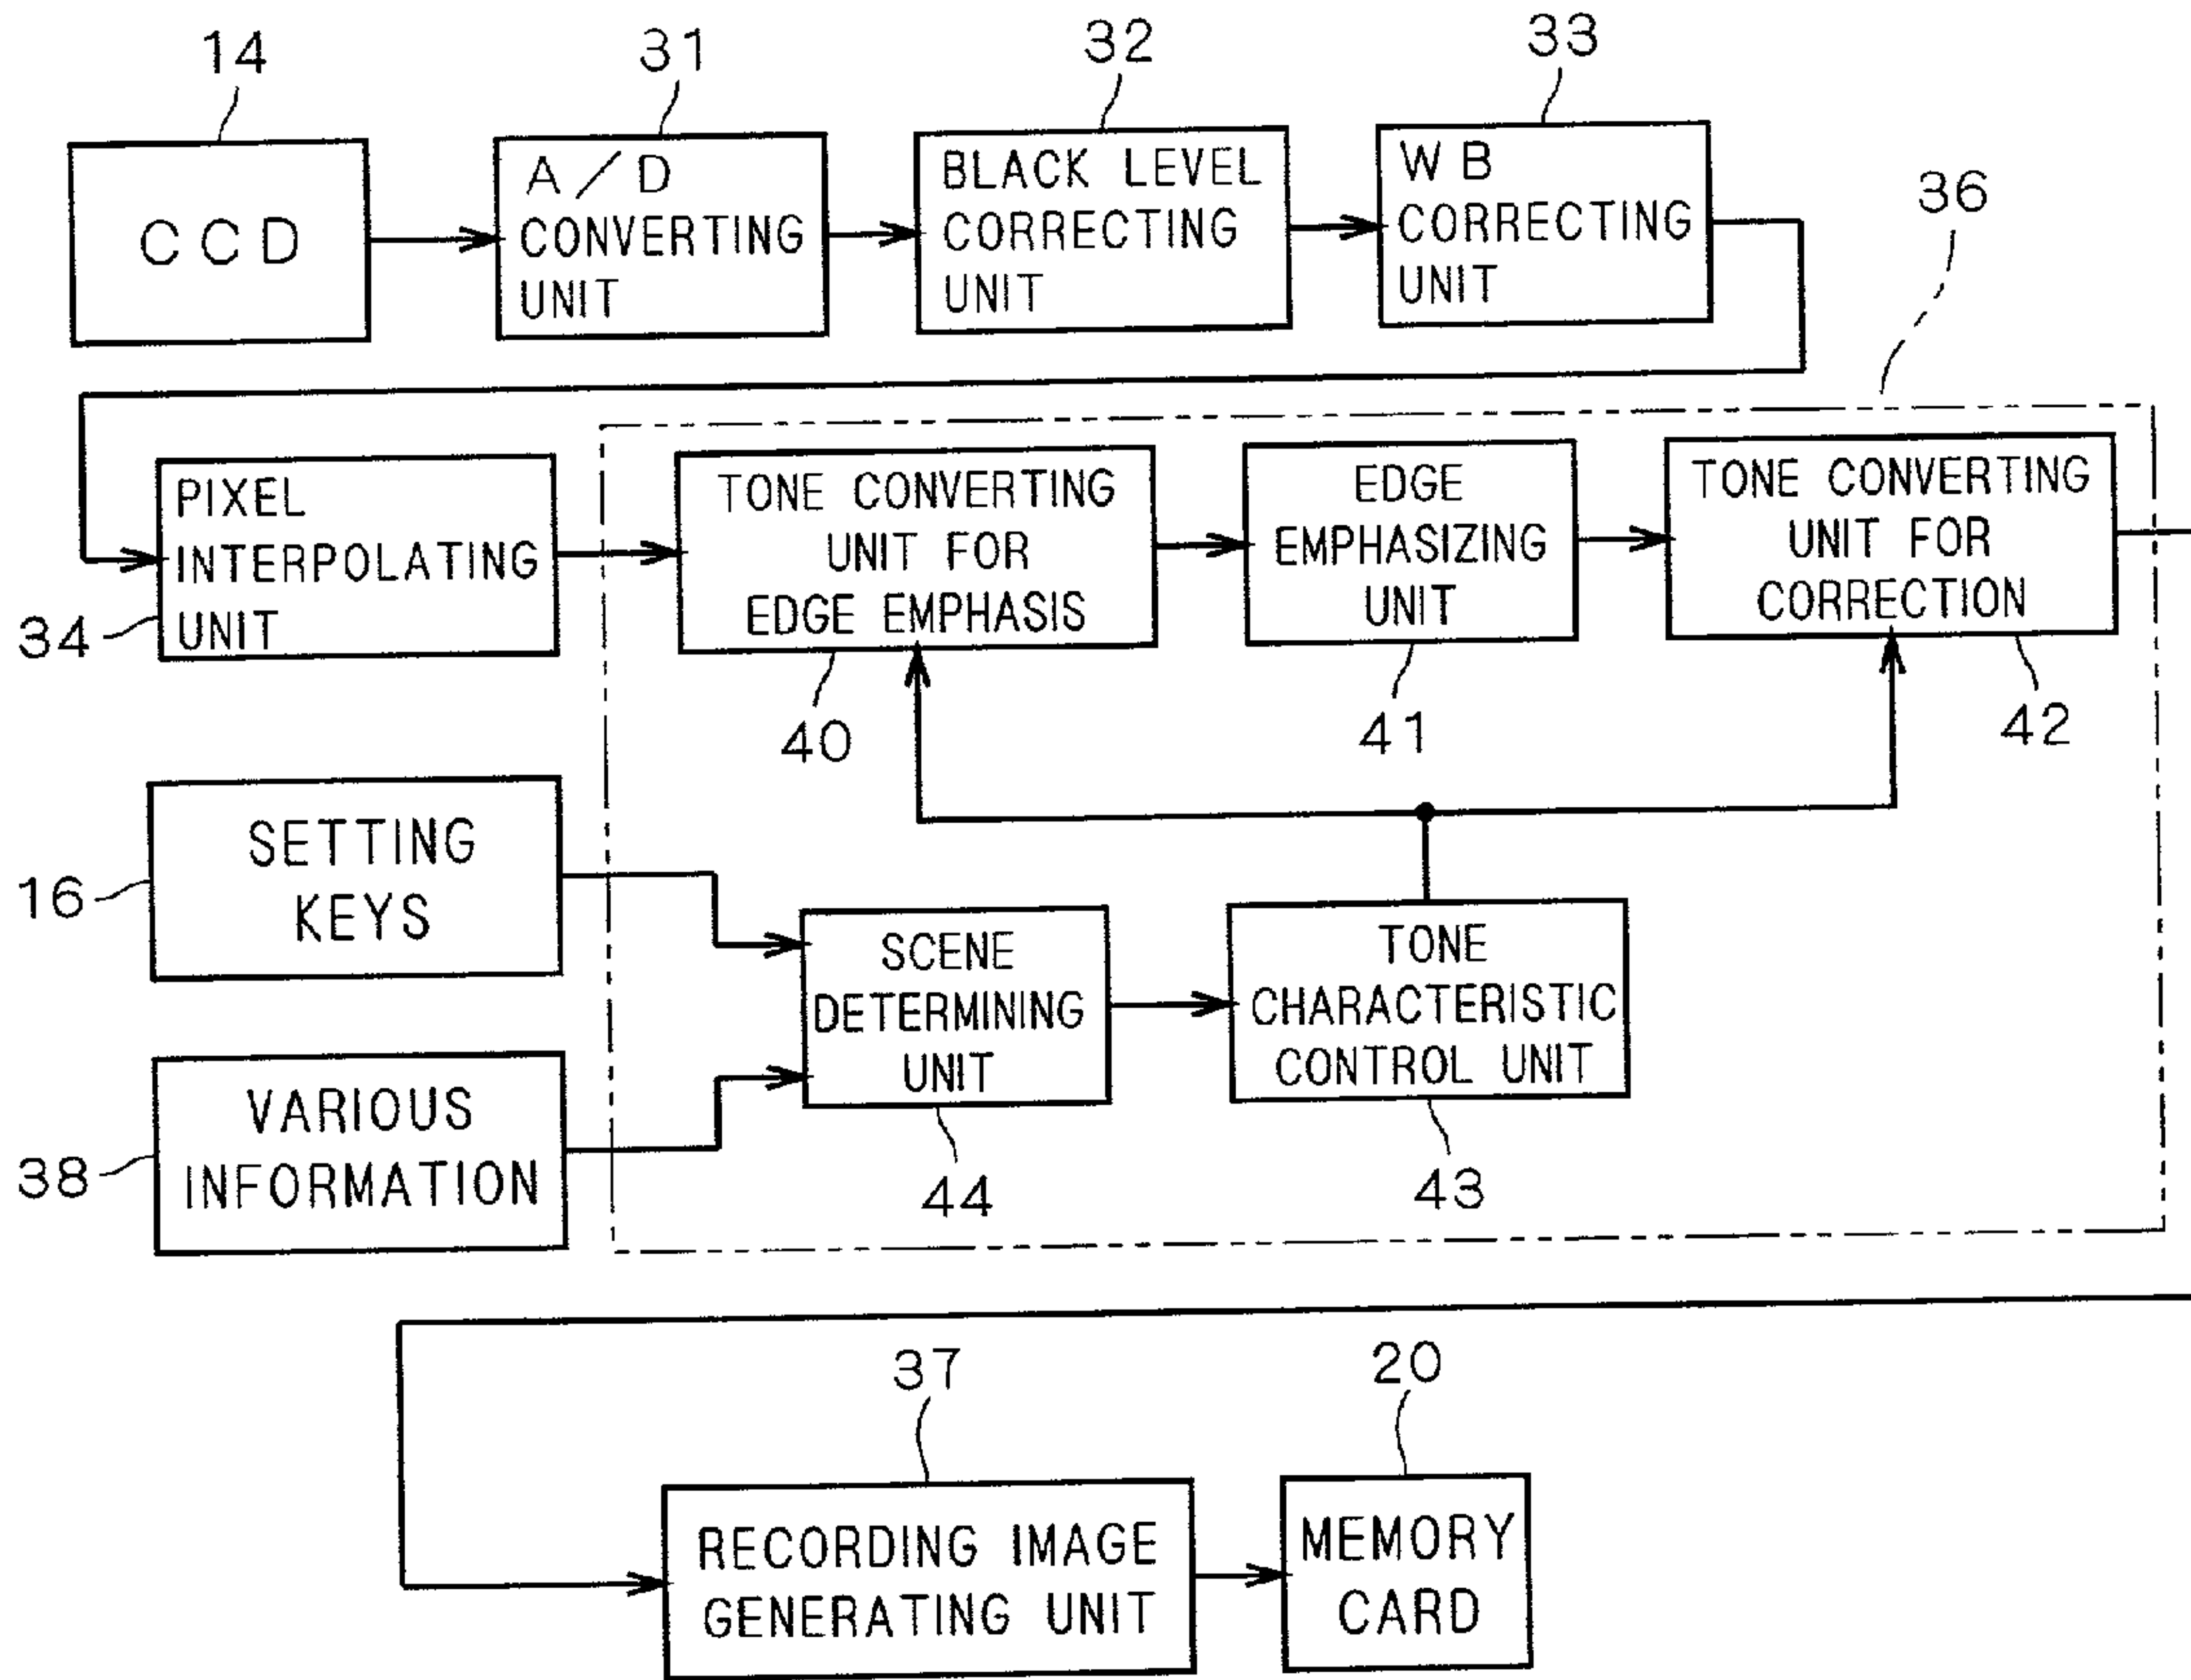 14
31
32
33
CCD
A/D
CONVERTING
UNIT
BLACK LEVEL
CORRECTING
UNIT
WB
CORRECTING
UNIT
36
PIXEL
INTERPOLATING
UNIT
34
TONE CONVERTING
UNIT FOR
EDGE EMPHASIS
EDGE
EMPHASIZING
UNIT
TONE CONVERTING
UNIT FOR
CORRECTION
40
41
42
SETTING
KEYS
16
SCENE
DETERMINING
UNIT
TONE
CHARACTERISTIC
CONTROL UNIT
VARIOUS
INFORMATION
38
44
43
37
20
RECORDING IMAGE
GENERATING UNIT
MEMORY
CARD